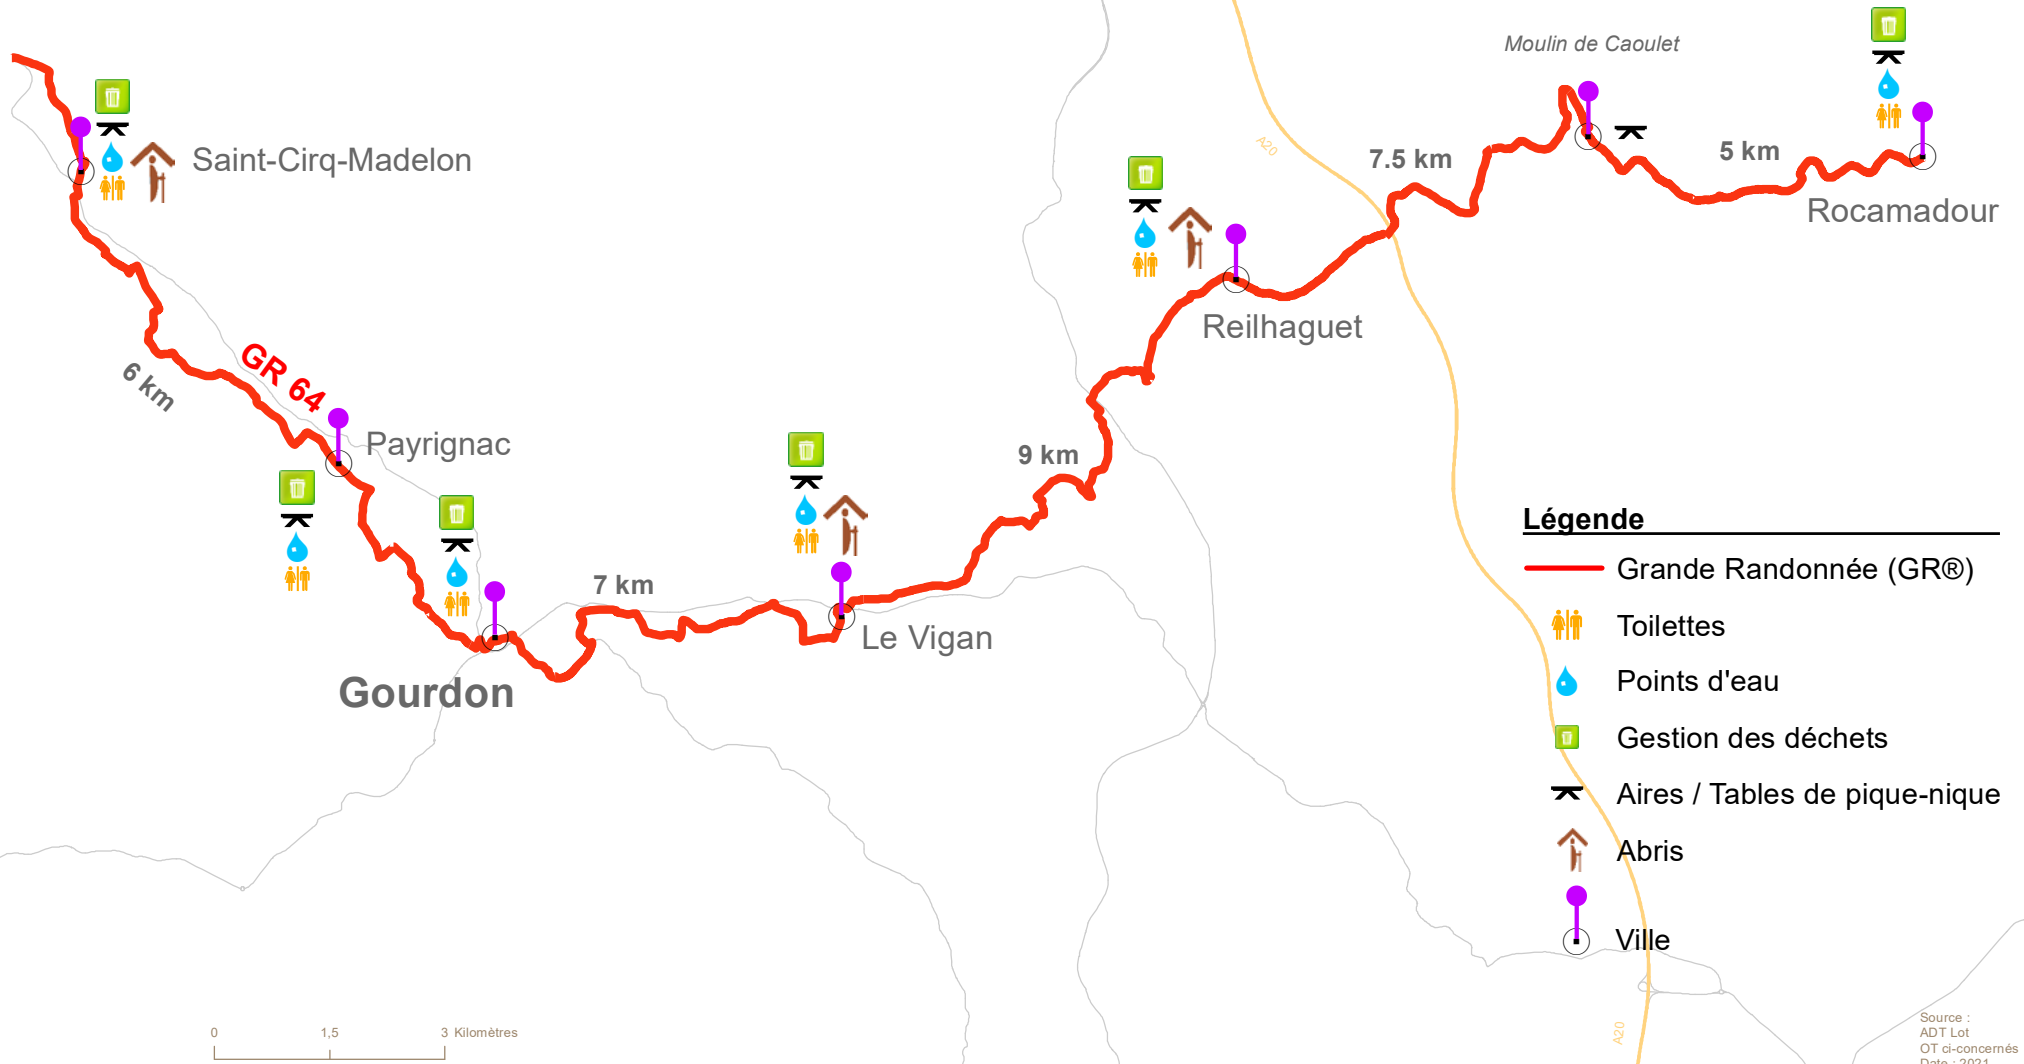 Moulin de Caoulet
A20
7.5 km
5 km
Saint-Cirq-Madelon
Rocamadour
Reilhaguet
GR 64
6 km
Payrignac
9 km
7 km
Le Vigan
Gourdon
Légende
Grande Randonnée (GR®)
Toilettes
Points d'eau
Gestion des déchets
Aires / Tables de pique-nique
Abris
Ville
A20
0 1,5 3 Kilomètres
Source :
ADT Lot
OT ci-concernés
Date : 2021